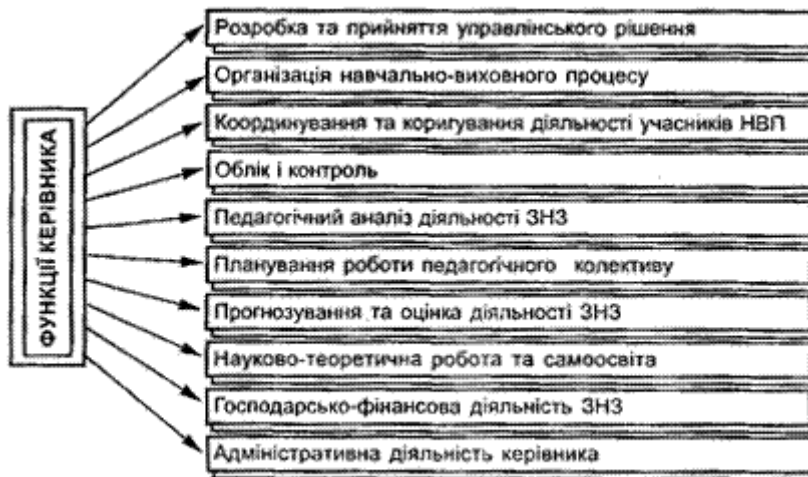 ФУНКЦІЇ КЕРІВНИКА
Розробка та прийняття управлінського рішення
Організація навчально-виховного процесу
Координування та коригування діяльності учасників НВП
Облік і контроль
Педагогічний аналіз діяльності ЗНЗ
Планування роботи педагогічного колективу
Прогнозування та оцінка діяльності ЗНЗ
Науково-теоретична робота та самоосвіта
Господарсько-фінансова діяльність ЗНЗ
Адміністративна діяльність керівника